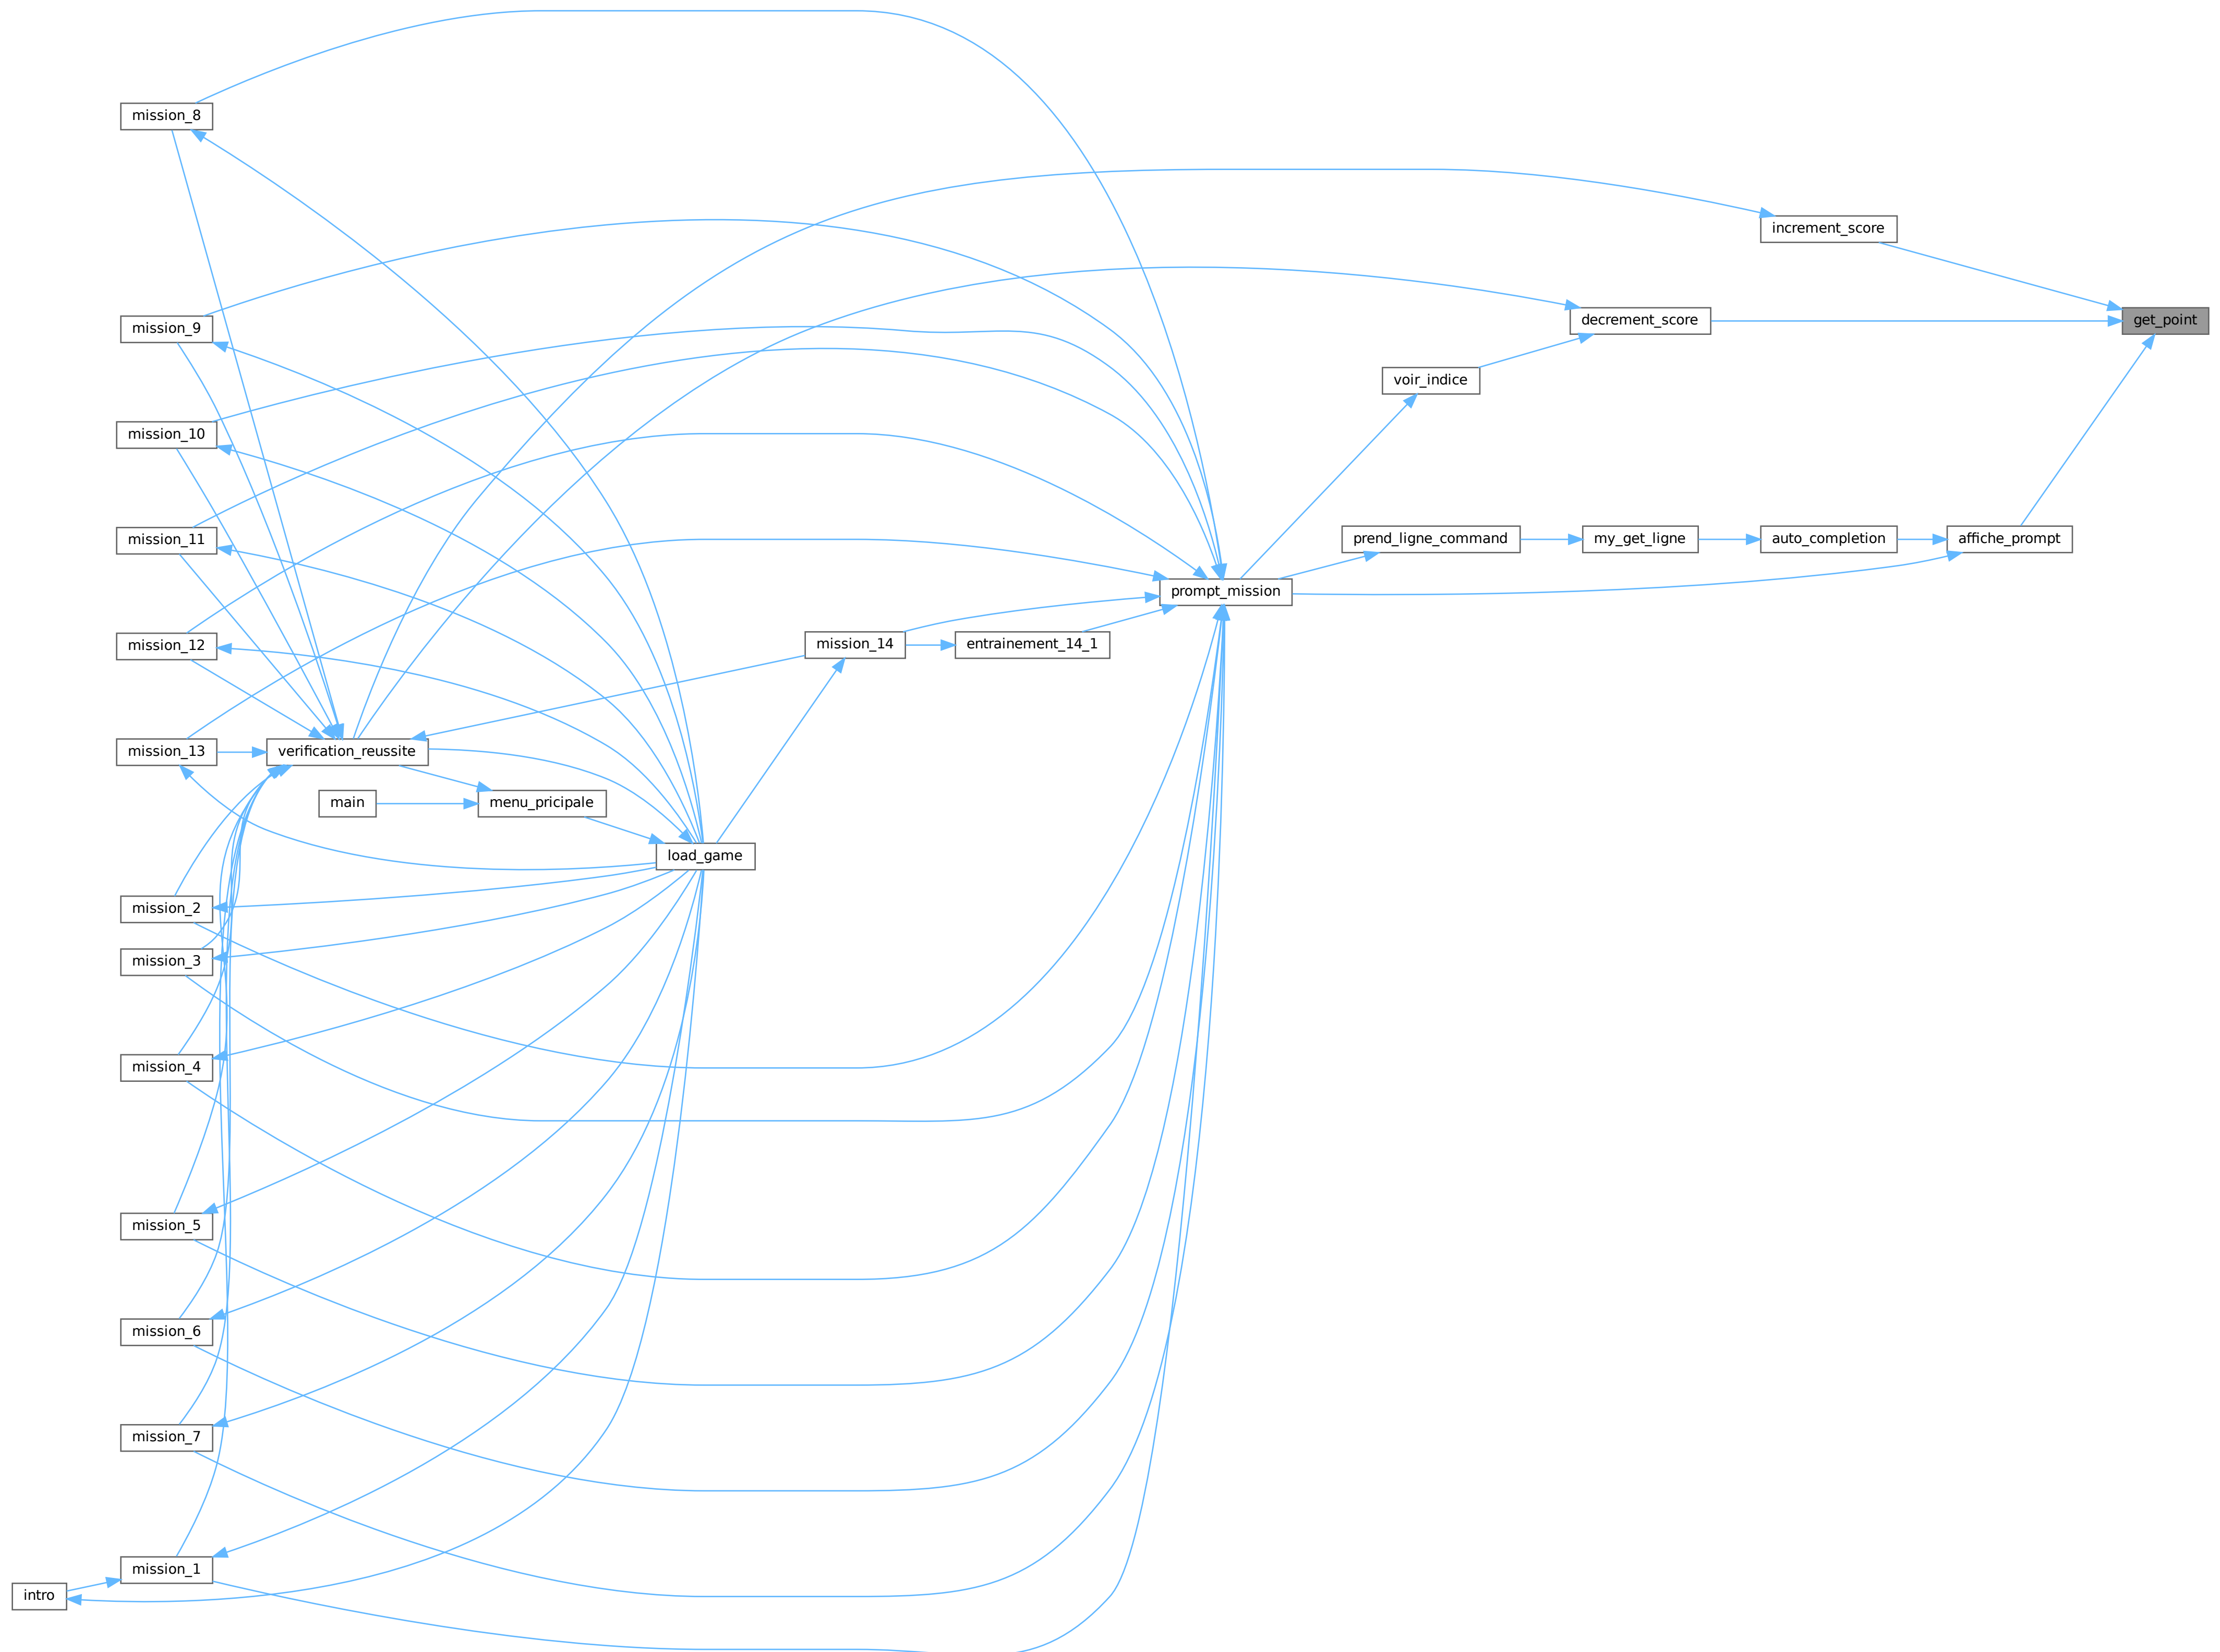 mission_8
increment_score
mission_9
decrement_score
get_point
voir_indice
mission_10
mission_11
prend_ligne_command
my_get_ligne
auto_completion
affiche_prompt
prompt_mission
mission_12
mission_14
entrainement_14_1
mission_13
verification_reussite
main
menu_pricipale
load_game
mission_2
mission_3
mission_4
mission_5
mission_6
mission_7
mission_1
intro